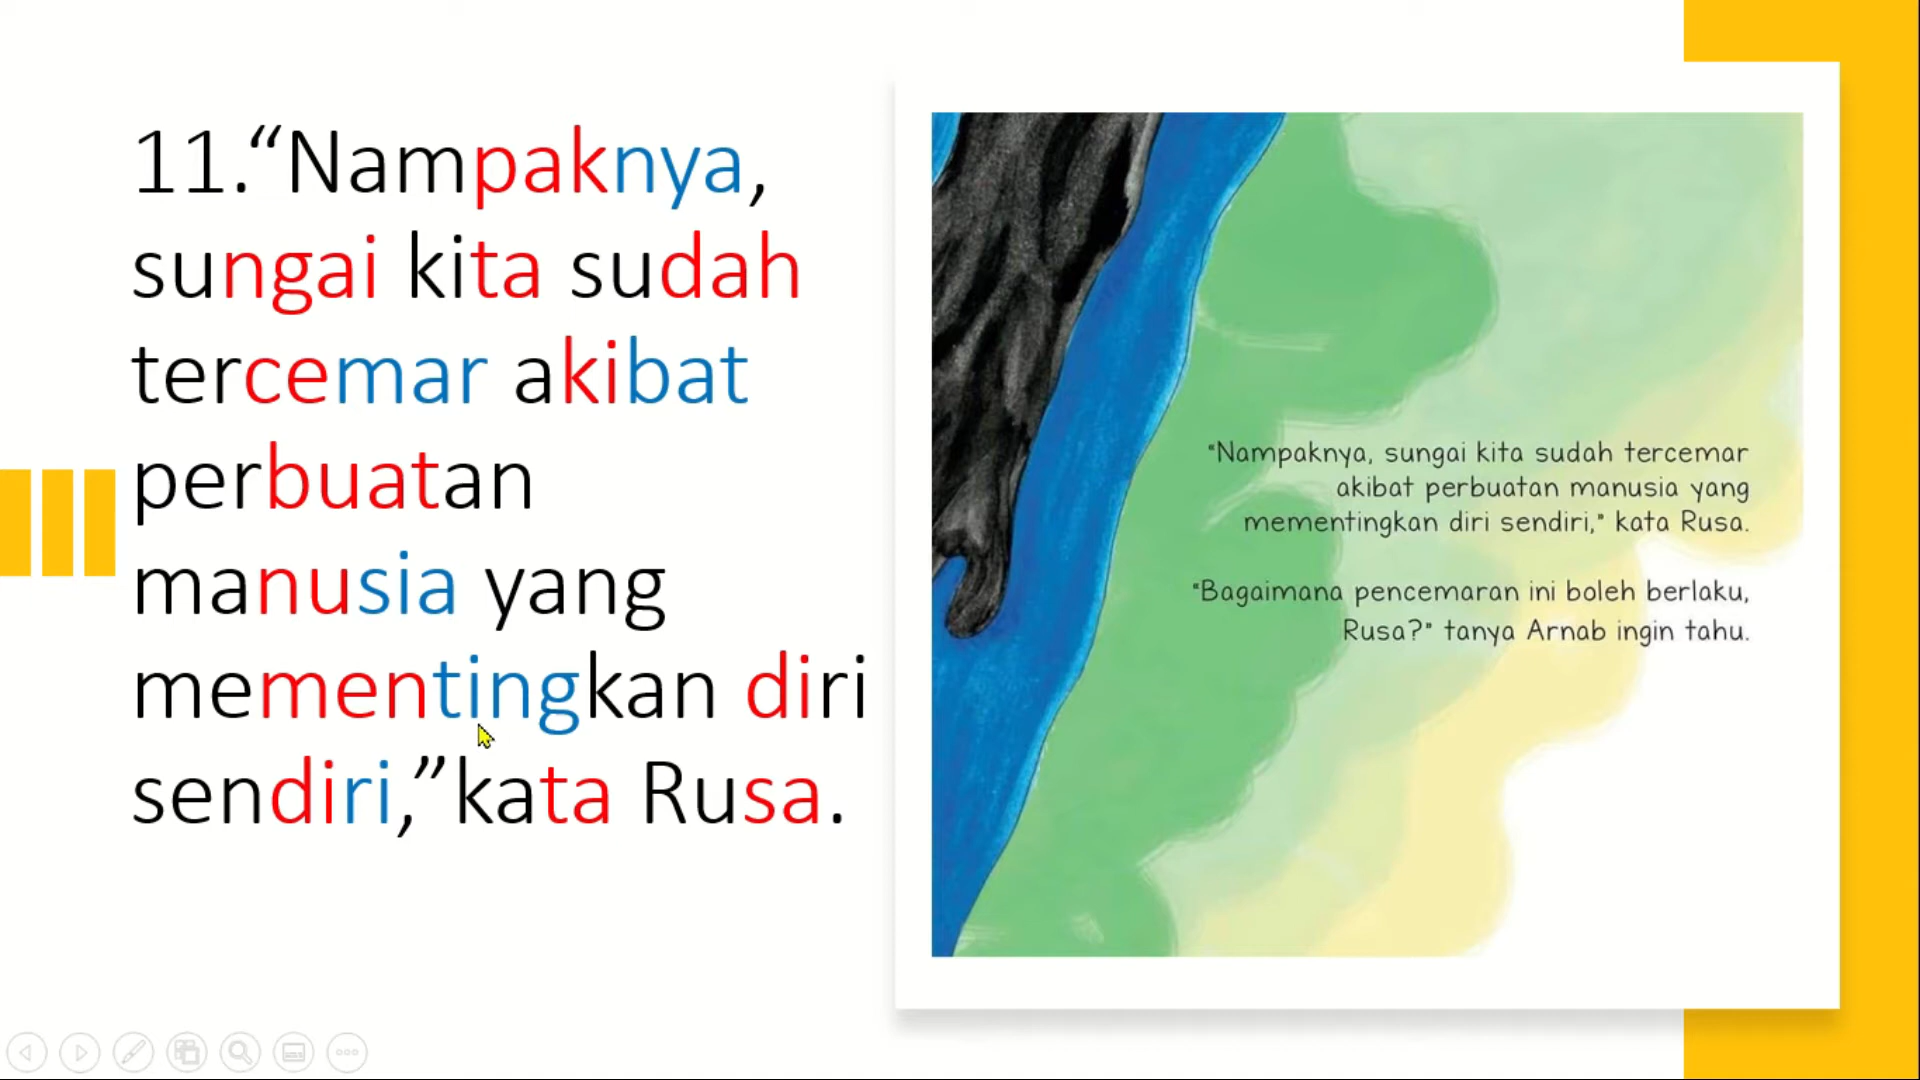 11.“Nampaknya,
sungai kita sudah
tercemar akibat
perbuatan
manusia yang
mementingkan diri
sendiri,”kata Rusa.
“Nampaknya, sungai kita sudah tercemar
akibat perbuatan manusia yang
mementingkan diri sendiri,” kata Rusa.
“Bagaimana pencemaran ini boleh berlaku,
Rusa?” tanya Arnab ingin tahu.